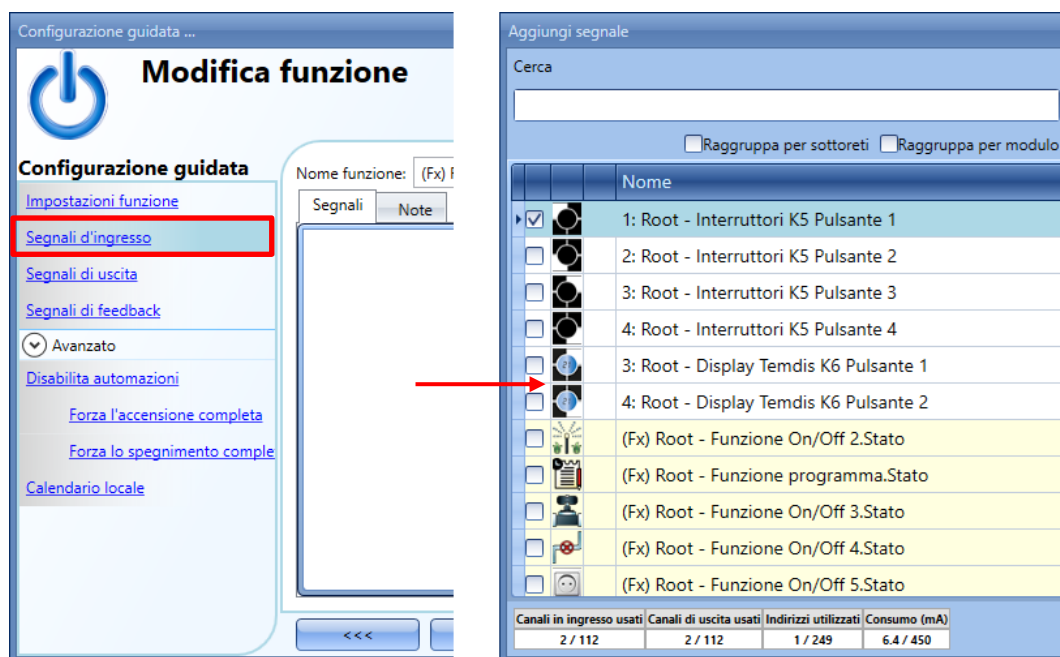 Configurazione guidata ...
Modifica funzione
Configurazione guidata
Impostazioni funzione
Segnali d'ingresso
Segnali di uscita
Segnali di feedback
Avanzato
Disabilita automazioni
Forza l'accensione completa
Forza lo spegnimento comple
Calendario locale
Nome funzione: (Fx)
Segnali Note
<<<
Aggiungi segnale
Cerca
Raggruppa per sottoreti Raggruppa per modulo
Nome
1: Root - Interruttori K5 Pulsante 1
2: Root - Interruttori K5 Pulsante 2
3: Root - Interruttori K5 Pulsante 3
4: Root - Interruttori K5 Pulsante 4
3: Root - Display Temdis K6 Pulsante 1
4: Root - Display Temdis K6 Pulsante 2
(Fx) Root - Funzione On/Off 2.Stato
(Fx) Root - Funzione programma.Stato
(Fx) Root - Funzione On/Off 3.Stato
(Fx) Root - Funzione On/Off 4.Stato
(Fx) Root - Funzione On/Off 5.Stato
Canali in ingresso usati Canali di uscita usati Indirizzi utilizzati Consumo (mA)
2 / 112 2 / 112 1 / 249 6.4 / 450